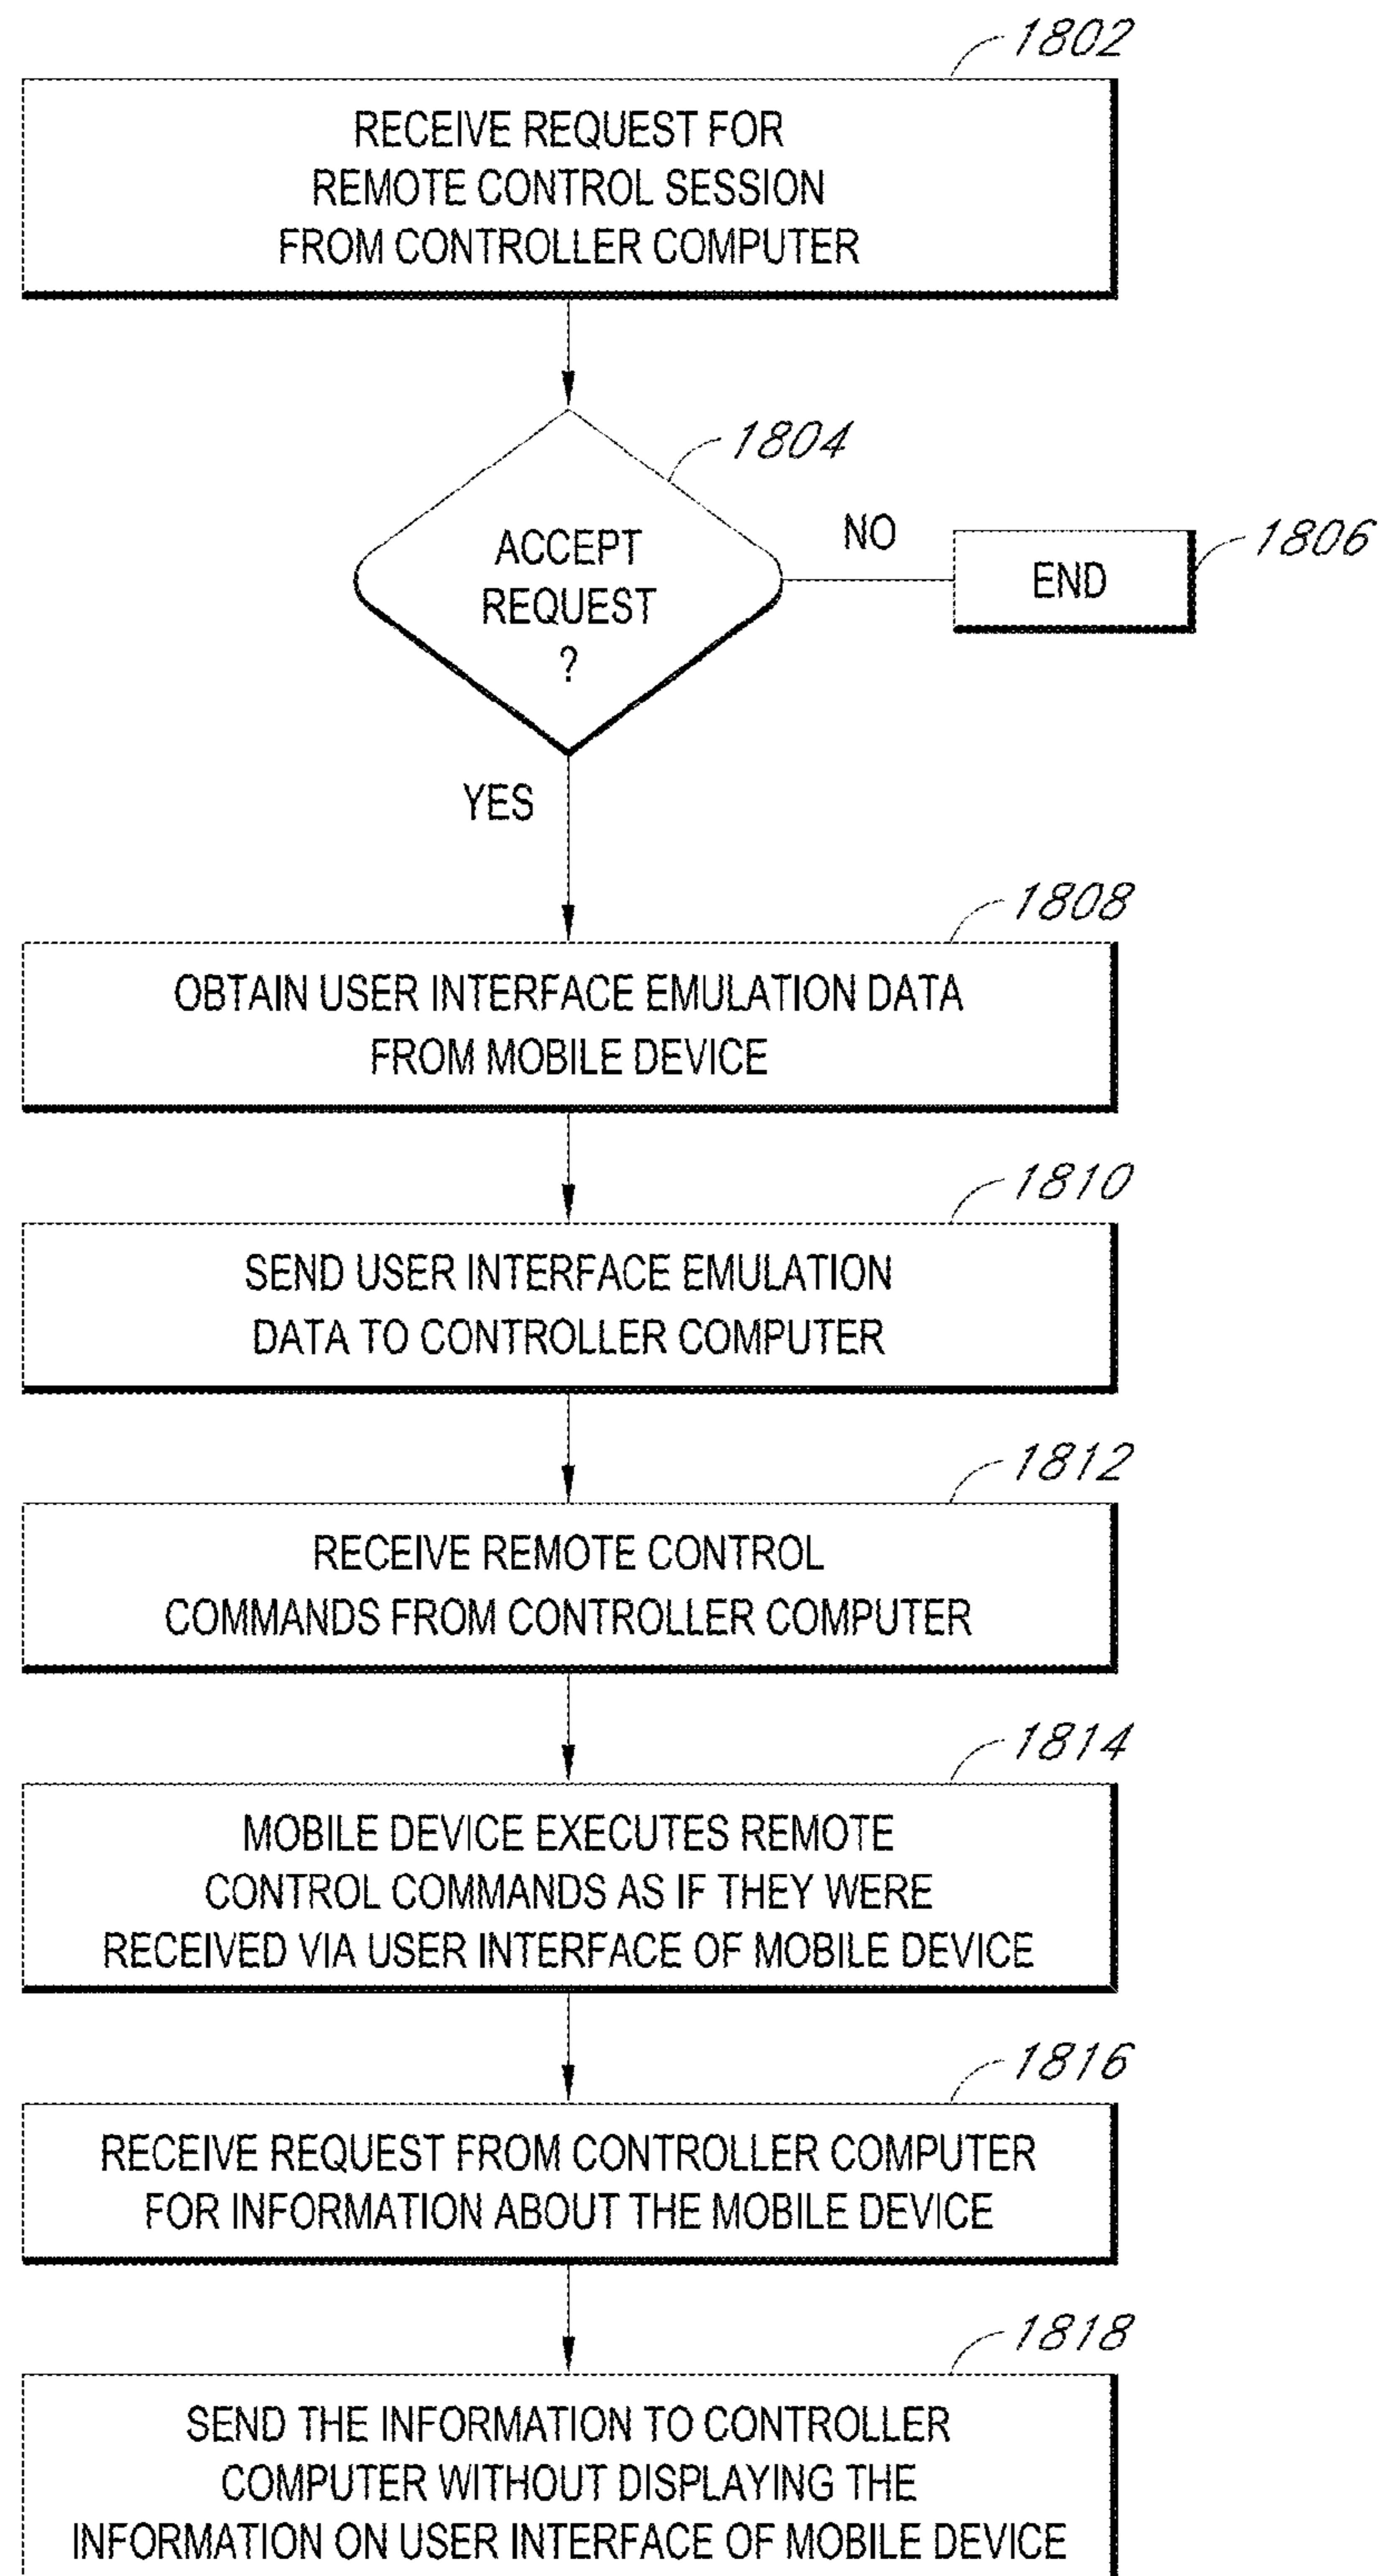 1802
RECEIVE REQUEST FOR
REMOTE CONTROL SESSION
FROM CONTROLLER COMPUTER
1804
ACCEPT
REQUEST
?
NO
END
1806
YES
1808
OBTAIN USER INTERFACE EMULATION DATA
FROM MOBILE DEVICE
1810
SEND USER INTERFACE EMULATION
DATA TO CONTROLLER COMPUTER
1812
RECEIVE REMOTE CONTROL
COMMANDS FROM CONTROLLER COMPUTER
1814
MOBILE DEVICE EXECUTES REMOTE
CONTROL COMMANDS AS IF THEY WERE
RECEIVED VIA USER INTERFACE OF MOBILE DEVICE
1816
RECEIVE REQUEST FROM CONTROLLER COMPUTER
FOR INFORMATION ABOUT THE MOBILE DEVICE
1818
SEND THE INFORMATION TO CONTROLLER
COMPUTER WITHOUT DISPLAYING THE
INFORMATION ON USER INTERFACE OF MOBILE DEVICE